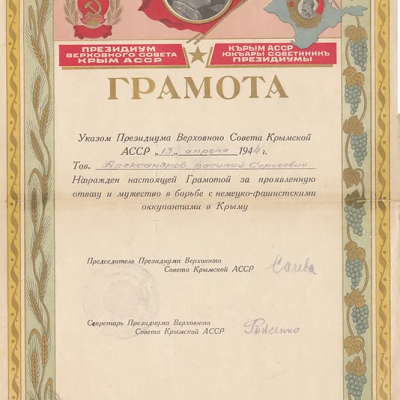 ПРЕЗИДИУМ
ВЕРХОВНОГО СОВЕТА
КРЫМ АССР
КЪРЫМ АССР
ЮКЪАРЫ СОВЕТИНИНЪ
ПРЕЗИДИУМЫ
ГРАМОТА
Указом Президиума Верховного Совета Крымской
АССР „13„ апреля 1944 г.
Тов. Александров Василий Сергеевич
Награжден настоящей Грамотой за проявленную
отвагу и мужество в борьбе с немецко-фашистскими
оккупантами в Крыму
Председатель Президиума Верховного
Совета Крымской АССР
Секретарь Президиума Верховного
Совета Крымской АССР